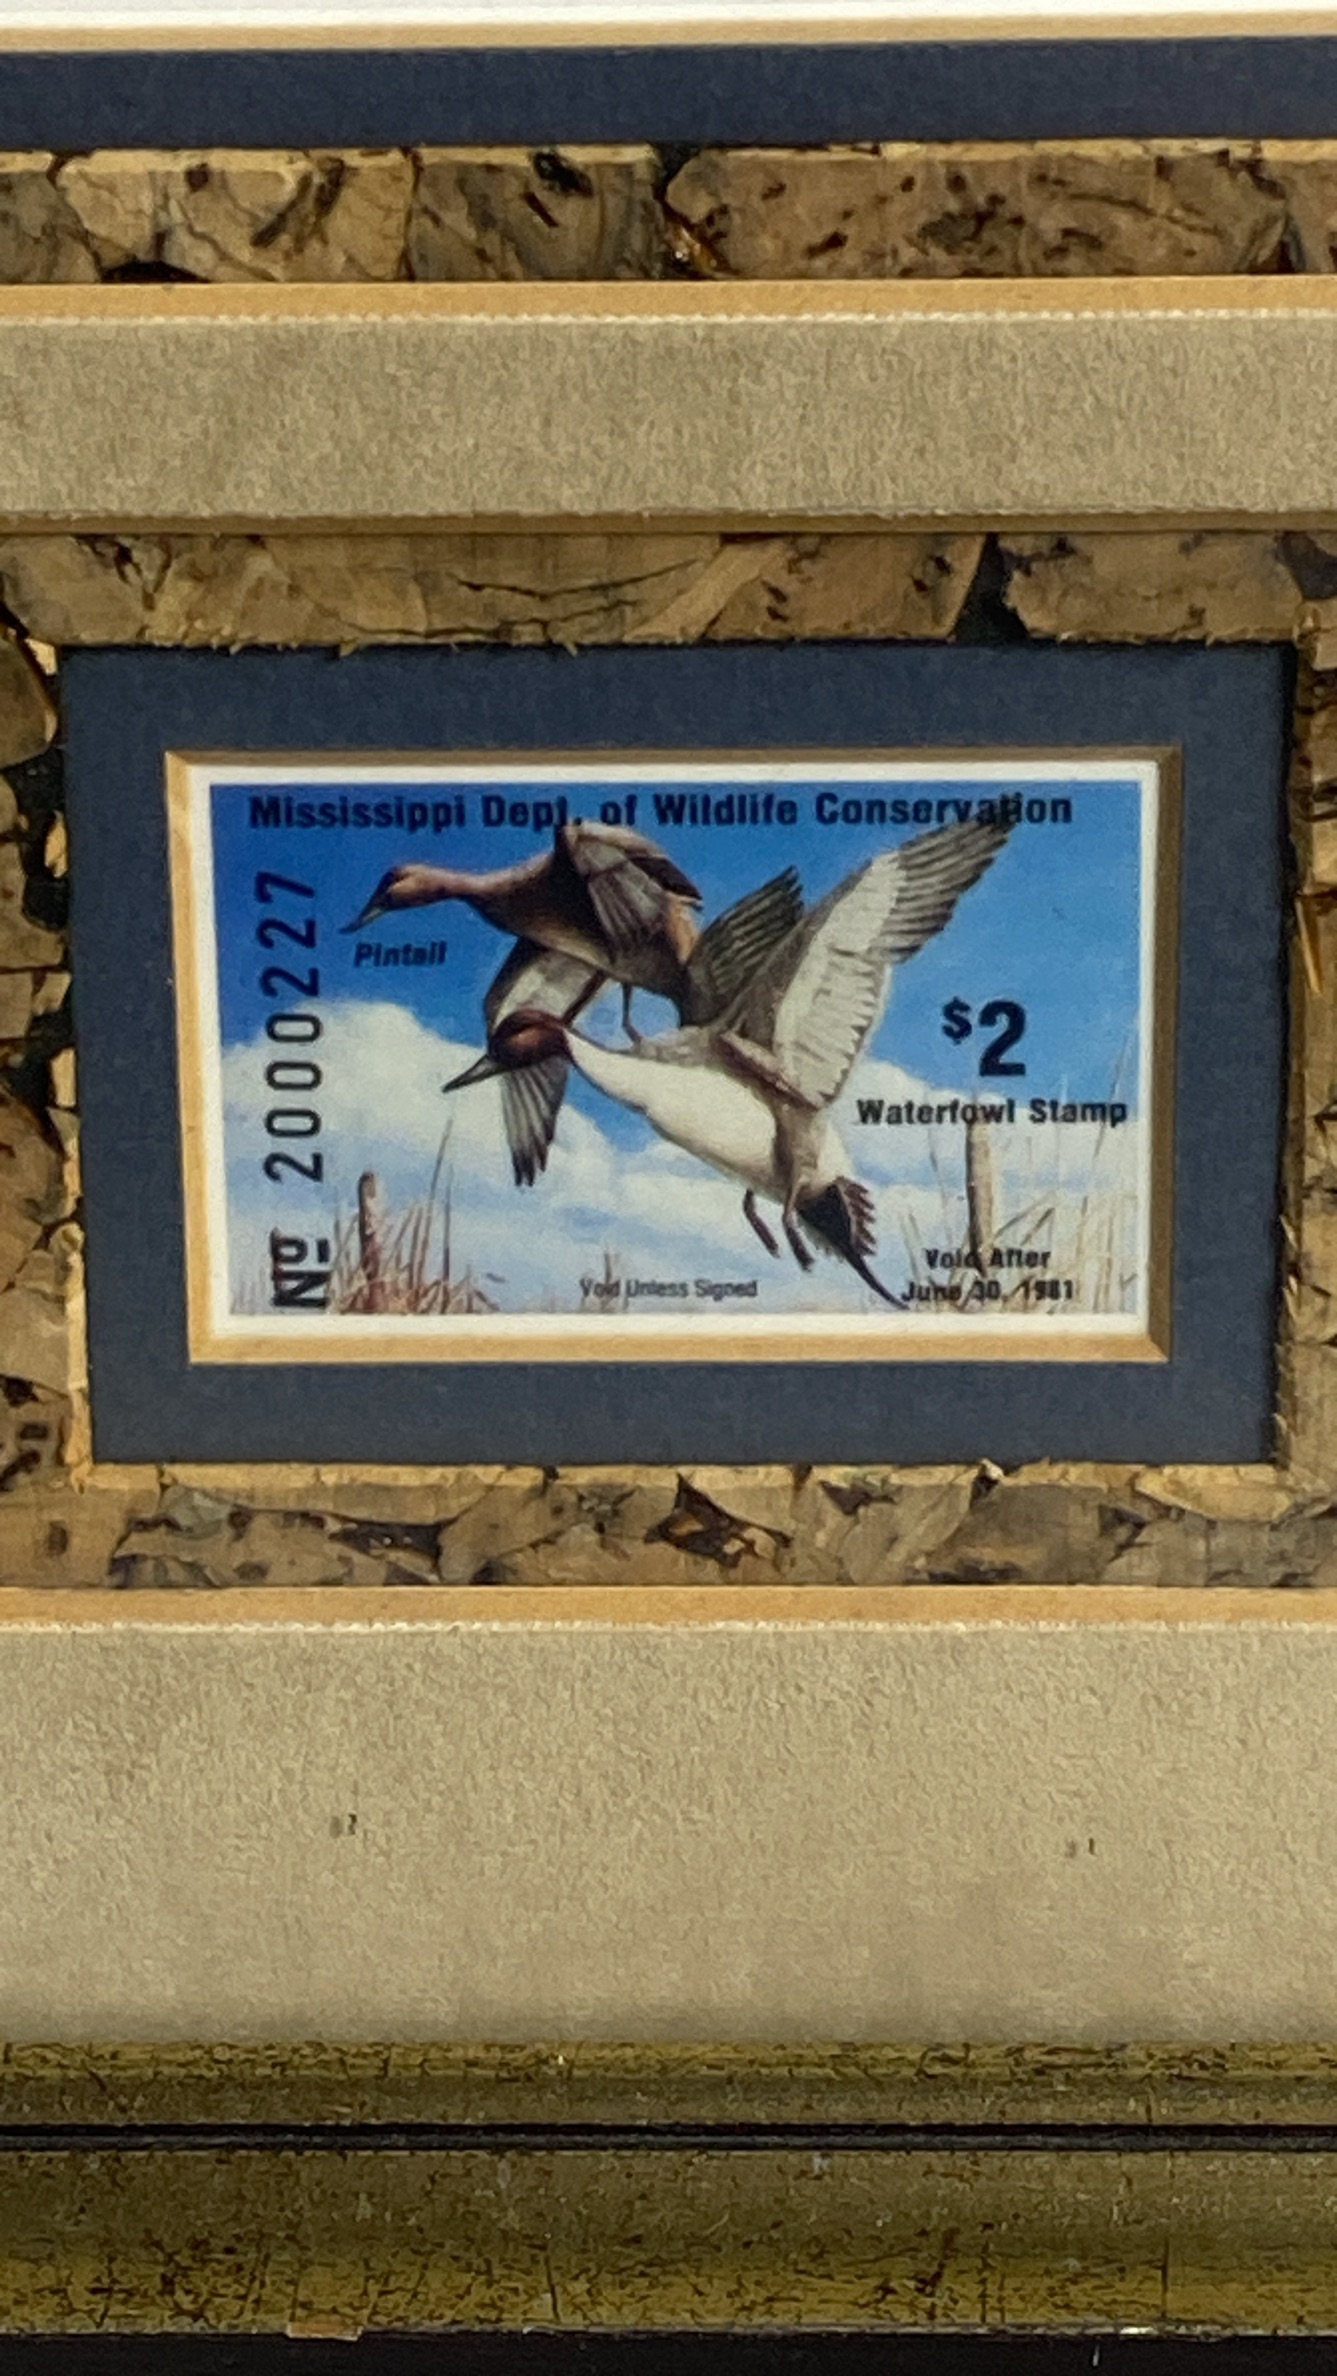 Mississippi Dept. of Wildlife Conservation
Pintail
№ 2000227
$2
Waterfowl Stamp
Void After
June 30, 1981
Void Unless Signed